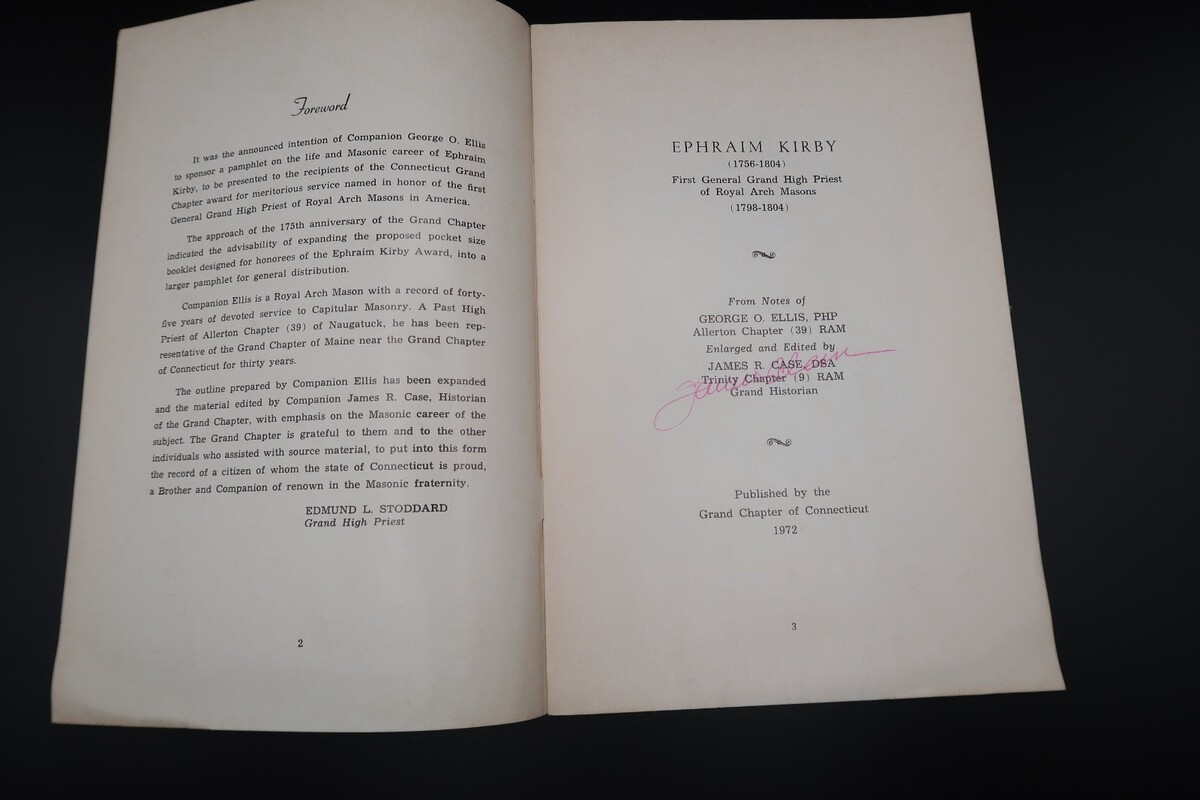 Foreword
It was the announced intention of Companion George O. Ellis
to sponsor a pamphlet on the life and Masonic career of Ephraim
Kirby, to be presented to the recipients of the Connecticut Grand
Chapter award for meritorious service named in honor of the first
General Grand High Priest of Royal Arch Masons in America.
The approach of the 175th anniversary of the Grand Chapter
indicated the advisability of expanding the proposed pocket size
booklet designed for honorees of the Ephraim Kirby Award, into a
larger pamphlet for general distribution.
Companion Ellis is a Royal Arch Mason with a record of forty-
five years of devoted service to Capitular Masonry. A Past High
Priest of Allerton Chapter (39) of Naugatuck, he has been rep-
resentative of the Grand Chapter of Maine near the Grand Chapter
of Connecticut for thirty years.
The outline prepared by Companion Ellis has been expanded
and the material edited by Companion James R. Case, Historian
of the Grand Chapter, with emphasis on the Masonic career of the
subject. The Grand Chapter is grateful to them and to the other
individuals who assisted with source material, to put into this form
the record of a citizen of whom the state of Connecticut is proud,
a Brother and Companion of renown in the Masonic fraternity.
EDMUND L. STODDARD
Grand High Priest
2
EPHRAIM KIRBY
(1756-1804)
First General Grand High Priest
of Royal Arch Masons
(1798-1804)
From Notes of
GEORGE O. ELLIS, PHP
Allerton Chapter (39) RAM
Enlarged and Edited by
JAMES R. CASE, DSA
Trinity Chapter (9) RAM
Grand Historian
Published by the
Grand Chapter of Connecticut
1972
3